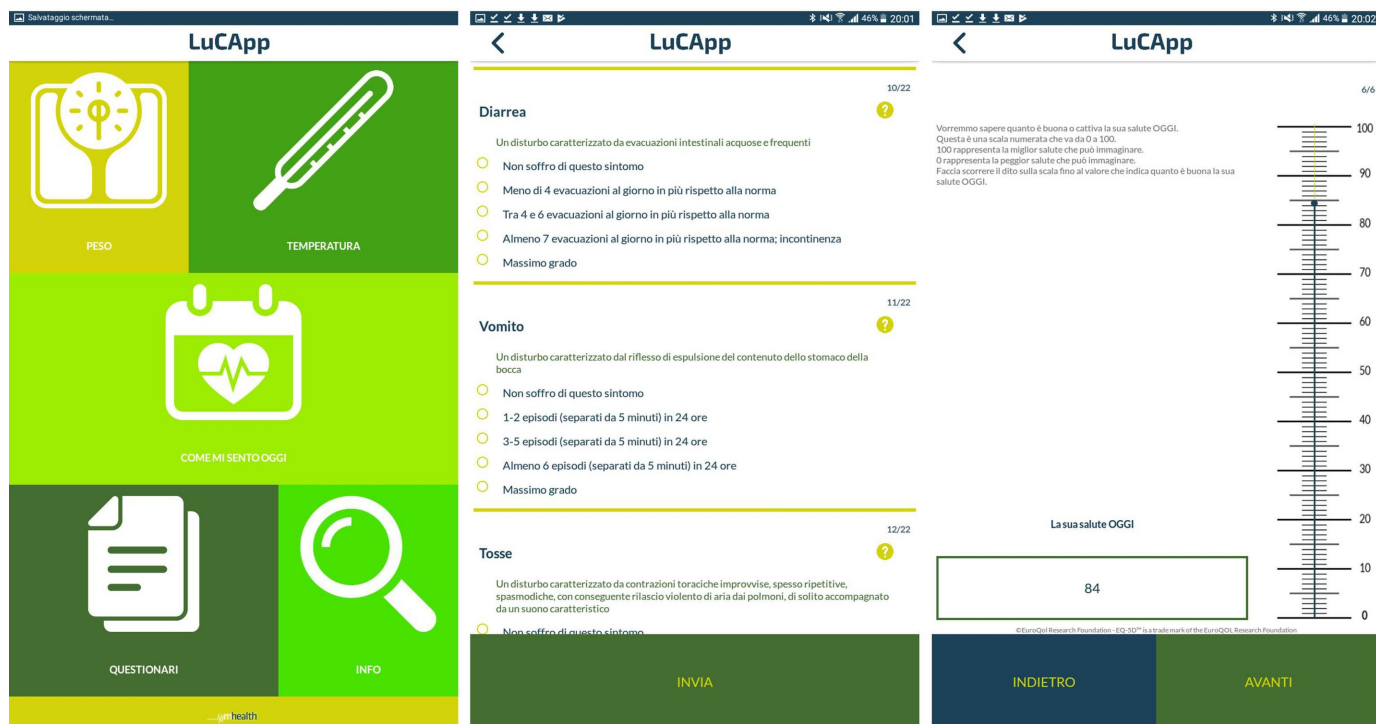 Salvataggio schermata...
LuCApp
PESO
TEMPERATURA
COME MI SENTO OGGI
QUESTIONARI
INFO
mhealth
46% 20:01
LuCApp
10/22
Diarrea
?
Un disturbo caratterizzato da evacuazioni intestinali acquose e frequenti
Non soffro di questo sintomo
Meno di 4 evacuazioni al giorno in più rispetto alla norma
Tra 4 e 6 evacuazioni al giorno in più rispetto alla norma
Almeno 7 evacuazioni al giorno in più rispetto alla norma; incontinenza
Massimo grado
11/22
Vomito
?
Un disturbo caratterizzato dal riflesso di espulsione del contenuto dello stomaco della
bocca
Non soffro di questo sintomo
1-2 episodi (separati da 5 minuti) in 24 ore
3-5 episodi (separati da 5 minuti) in 24 ore
Almeno 6 episodi (separati da 5 minuti) in 24 ore
Massimo grado
12/22
Tosse
?
Un disturbo caratterizzato da contrazioni toraciche improvvise, spesso ripetitive,
spasmodiche, con conseguente rilascio violento di aria dai polmoni, di solito accompagnato
da un suono caratteristico
Non soffro di questo sintomo
INVIA
46% 20:02
LuCApp
6/6
Vorremmo sapere quanto è buona o cattiva la sua salute OGGI.
Questa è una scala numerata che va da 0 a 100.
100 rappresenta la miglior salute che può immaginare.
0 rappresenta la peggior salute che può immaginare.
Faccia scorrere il dito sulla scala fino al valore che indica quanto è buona la sua
salute OGGI.
100
90
80
70
60
50
40
30
20
10
0
La sua salute OGGI
84
©EuroQol Research Foundation - EQ-5D™ is a trade mark of the EuroQOL Research Foundation
INDIETRO
AVANTI